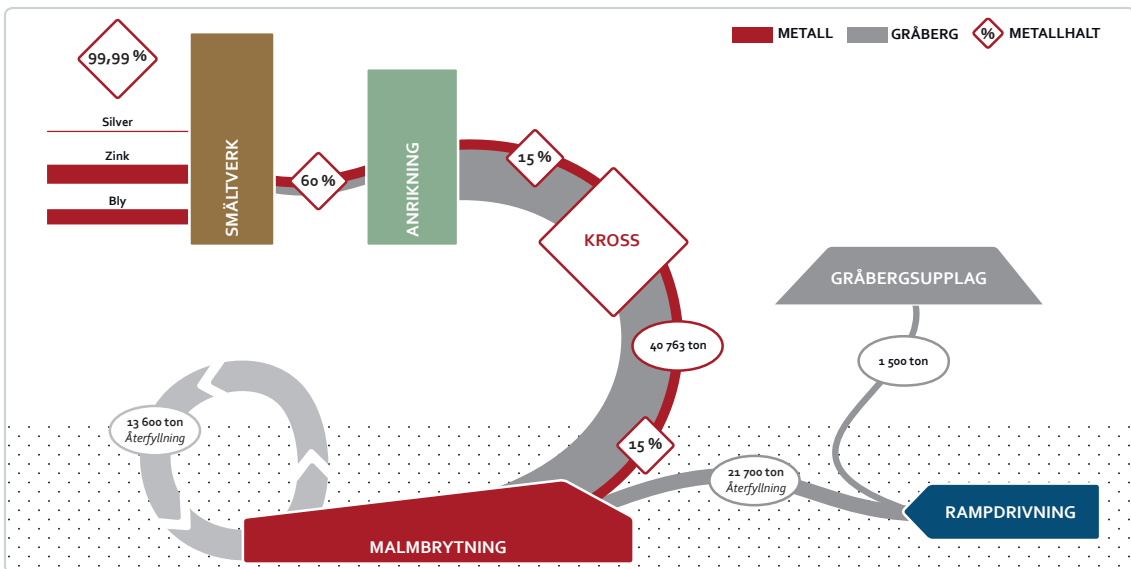 METALL
GRÅBERG
% METALLHALT
99,99 %
Silver
Zink
Bly
SMÄLTVERK
60 %
ANRIKNING
15 %
KROSS
GRÅBERGSUPPLAG
40 763 ton
1 500 ton
13 600 ton
Återfyllning
15 %
21 700 ton
Återfyllning
RAMPDRIVNING
MALMBRYTNING